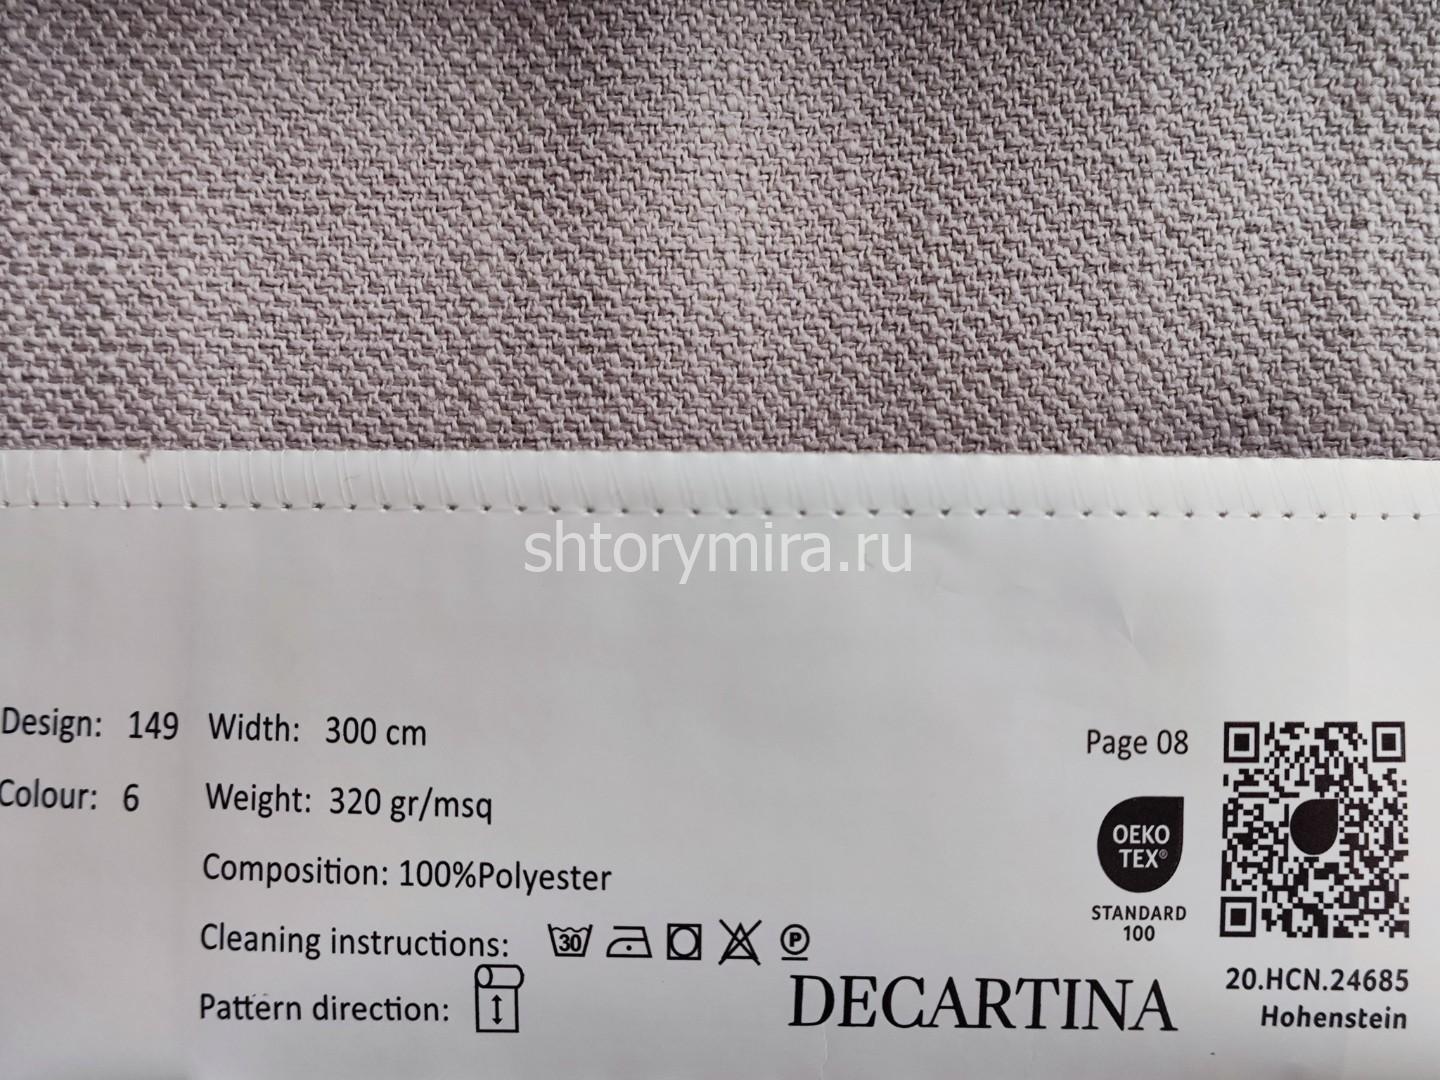 shtorymira.ru
Design: 149 Width: 300 cm
Page 08
Colour: 6 Weight: 320 gr/msq
OEKO
TEX®
Composition: 100%Polyester
STANDARD
100
Cleaning instructions: 30 P
DECARTINA
20.HCN.24685
Pattern direction:
Hohenstein